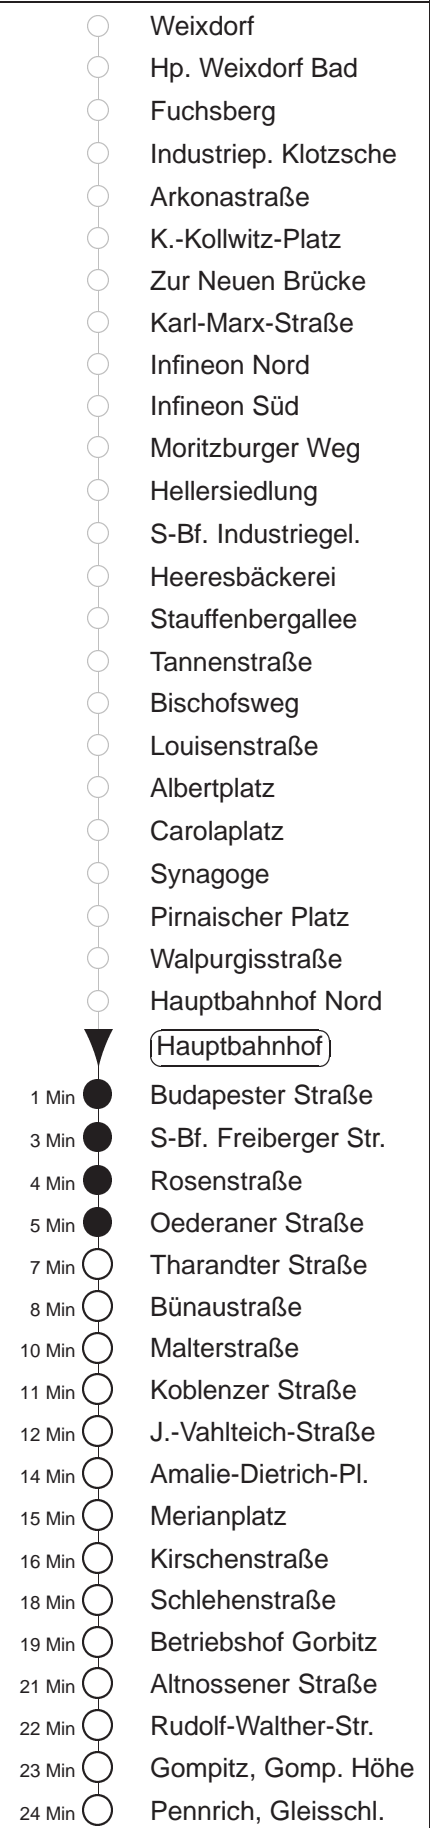 Weixdorf
Hp. Weixdorf Bad
Fuchsberg
Industriep. Klotzsche
Arkonastraße
K.-Kollwitz-Platz
Zur Neuen Brücke
Karl-Marx-Straße
Infineon Nord
Infineon Süd
Moritzburger Weg
Hellersiedlung
S-Bf. Industriegel.
Heeresbäckerei
Stauffenbergallee
Tannenstraße
Bischofsweg
Louisenstraße
Albertplatz
Carolaplatz
Synagoge
Pirnaischer Platz
Walpurgisstraße
Hauptbahnhof Nord
Hauptbahnhof
1 Min Budapester Straße
3 Min S-Bf. Freiberger Str.
4 Min Rosenstraße
5 Min Oederaner Straße
7 Min Tharandter Straße
8 Min Bünaustraße
10 Min Malterstraße
11 Min Koblenzer Straße
12 Min J.-Vahlteich-Straße
14 Min Amalie-Dietrich-Pl.
15 Min Merianplatz
16 Min Kirschenstraße
18 Min Schlehenstraße
19 Min Betriebshof Gorbitz
21 Min Altnossener Straße
22 Min Rudolf-Walther-Str.
23 Min Gompitz, Gomp. Höhe
24 Min Pennrich, Gleisschl.